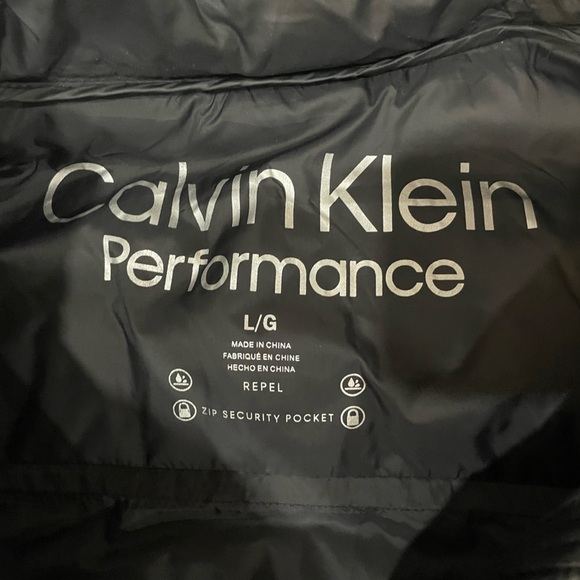 Calvin Klein
Performance
L/G
MADE IN CHINA
FABRIQUÉ EN CHINE
HECHO EN CHINA
REPEL
ZIP SECURITY POCKET